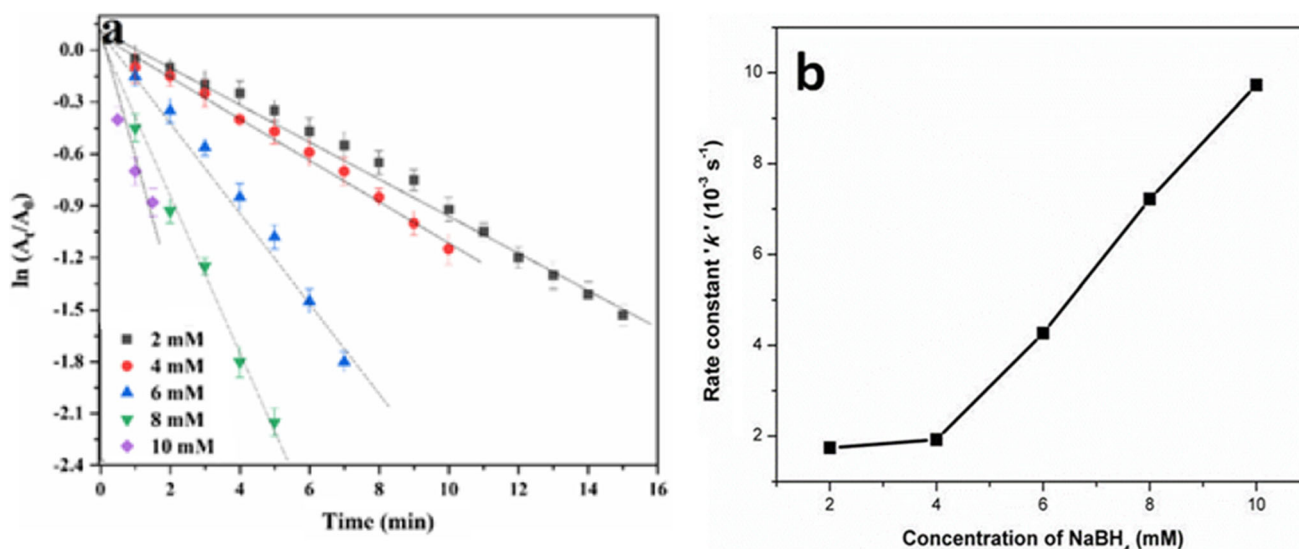 a
0.0
-0.3
-0.6
-0.9
-1.2
-1.5
-1.8
-2.1
-2.4
ln (At/A0)
2 mM
4 mM
6 mM
8 mM
10 mM
0 2 4 6 8 10 12 14 16
Time (min)
b
10
8
6
4
2
Rate constant 'k' (10⁻³ s⁻¹)
2 4 6 8 10
Concentration of NaBH₄ (mM)